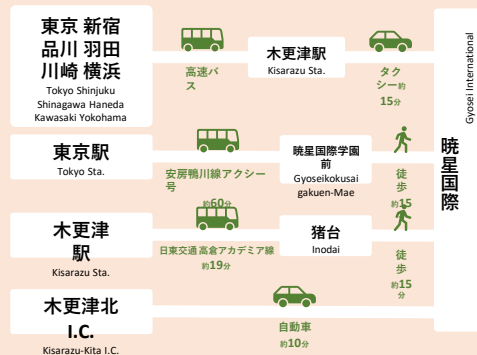 東京 新宿
品川 羽田
川崎 横浜
Tokyo Shinjuku
Shinagawa Haneda
Kawasaki Yokohama
高速バ
ス
木更津駅
Kisarazu Sta.
タク
シー約
15分
東京駅
Tokyo Sta.
安房鴨川線アクシー
号
約60分
暁星国際学園
前
Gyoseikokusai
gakuen-Mae
徒
歩
約15
木更津
駅
Kisarazu Sta.
日東交通 高倉アカデミア線
約19分
猪台
Inodai
徒
歩
約15
分
木更津北
I.C.
Kisarazu-Kita I.C.
自動車
約10分
暁星国際
Gyosei International